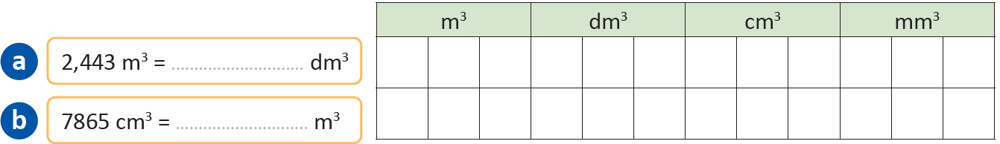 m³ dm³ cm³ mm³
a 2,443 m³ = ............................. dm³
b 7865 cm³ = ............................. m³